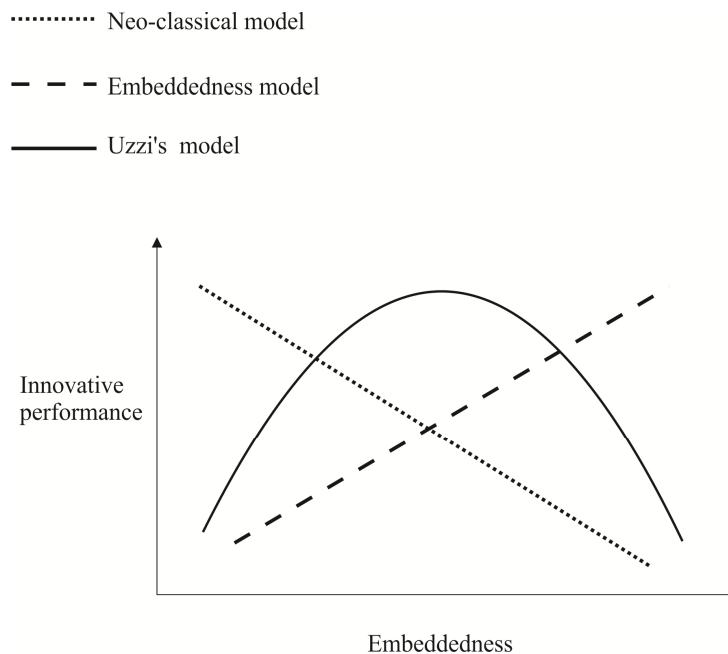 Neo-classical model
Embeddedness model
Uzzi's model
Innovative
performance
Embeddedness